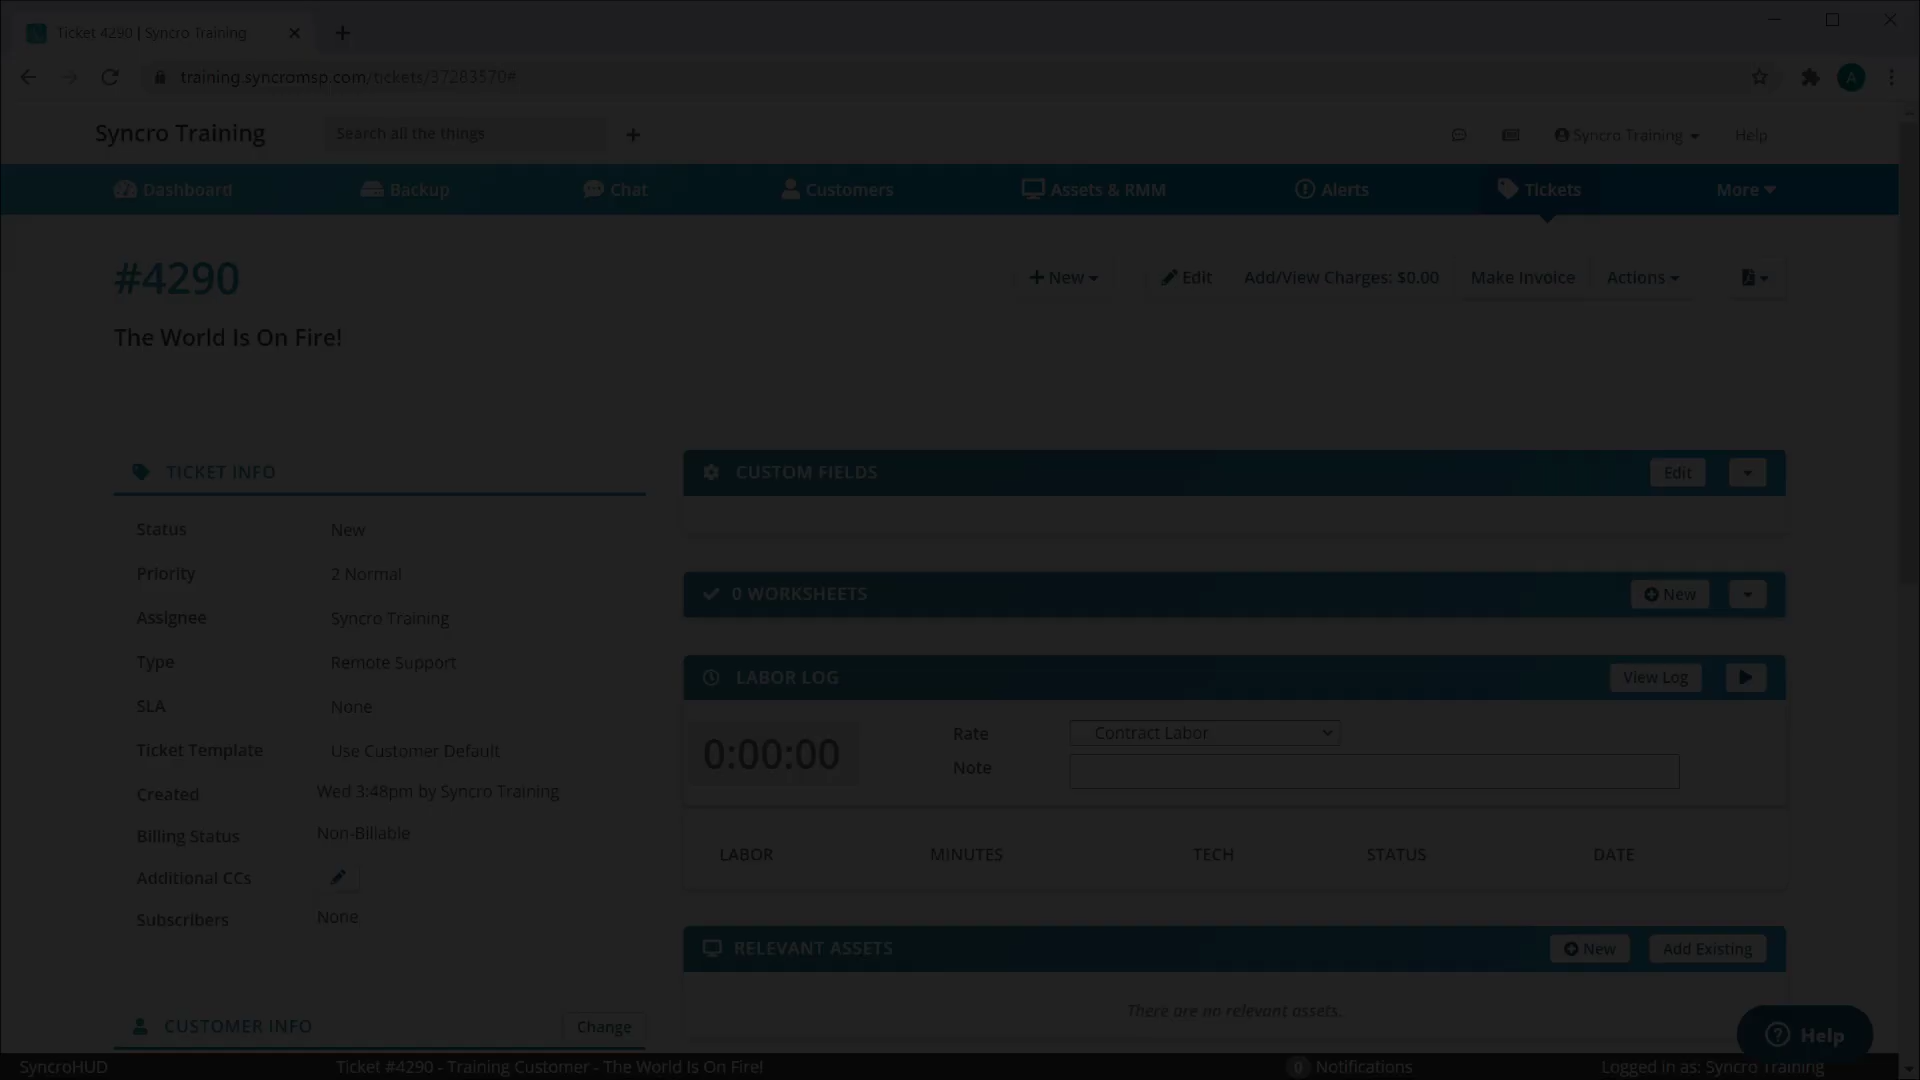 Ticket 4290 | Syncro Training
training.syncromsp.com/tickets/37283570#
A
Syncro Training
Search all the things
Syncro Training
Help
Dashboard
Backup
Chat
Customers
Assets & RMM
Alerts
Tickets
More
#4290
New
Edit
Add/View Charges: $0.00
Make Invoice
Actions
The World Is On Fire!
TICKET INFO
Status New
Priority 2 Normal
Assignee Syncro Training
Type Remote Support
SLA None
Ticket Template Use Customer Default
Created Wed 3:48pm by Syncro Training
Billing Status Non-Billable
Additional CCs
Subscribers None
CUSTOMER INFO Change
CUSTOM FIELDS Edit
0 WORKSHEETS New
LABOR LOG View Log
0:00:00
Rate Contract Labor
Note
LABOR MINUTES TECH STATUS DATE
RELEVANT ASSETS New Add Existing
There are no relevant assets.
Help
SyncroHUD
Ticket #4290 - Training Customer - The World Is On Fire!
0 Notifications
Logged in as: Syncro Training